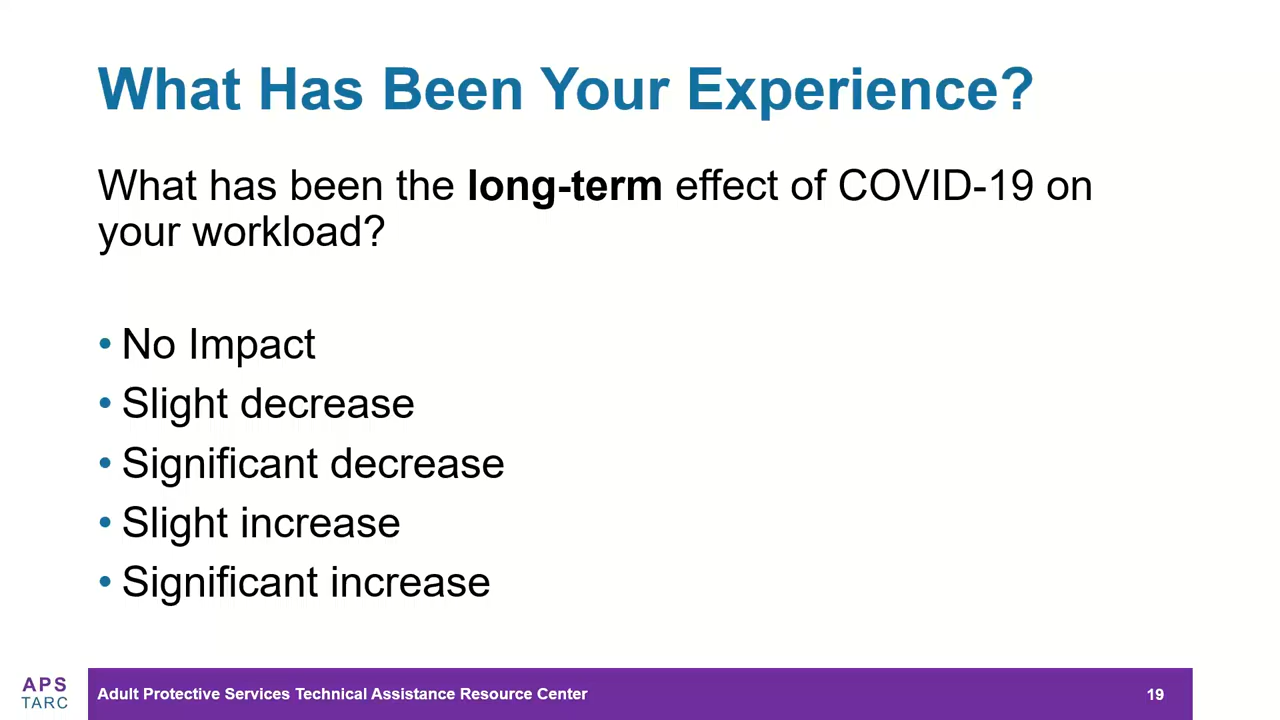 What Has Been Your Experience?
What has been the long-term effect of COVID-19 on
your workload?
• No Impact
• Slight decrease
• Significant decrease
• Slight increase
• Significant increase
APS
TARC
Adult Protective Services Technical Assistance Resource Center
19